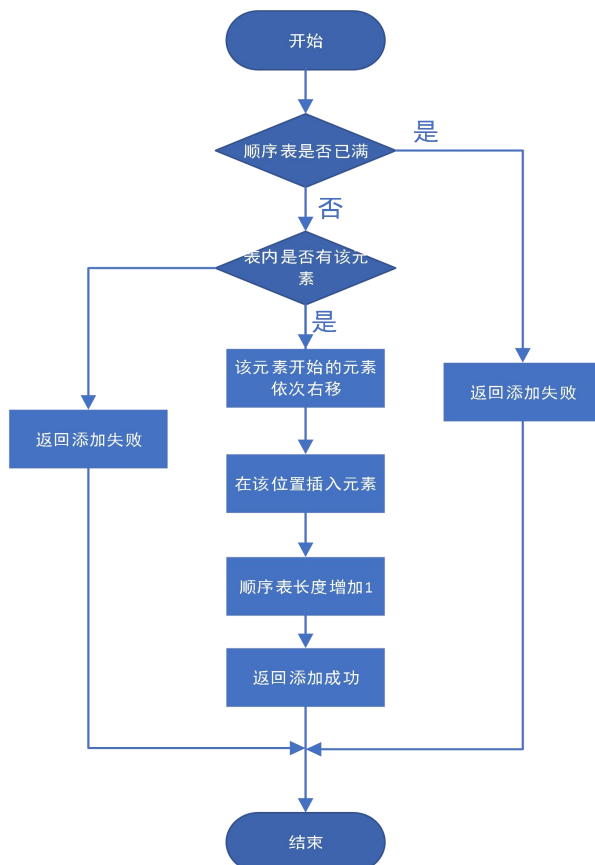 开始
顺序表是否已满
是
否
表内是否有该元
素
是
该元素开始的元素
依次右移
返回添加失败
返回添加失败
在该位置插入元素
顺序表长度增加1
返回添加成功
结束